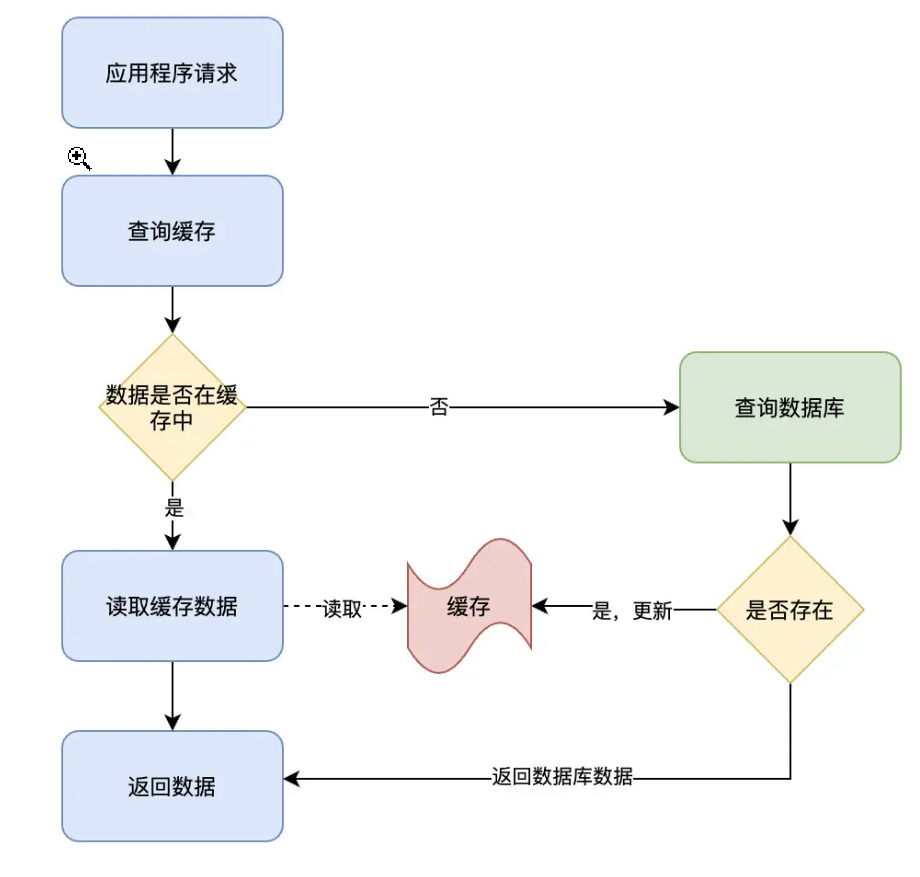 应用程序请求
查询缓存
数据是否在缓
存中
否
查询数据库
是
读取缓存数据
读取
缓存
是，更新
是否存在
返回数据
返回数据库数据